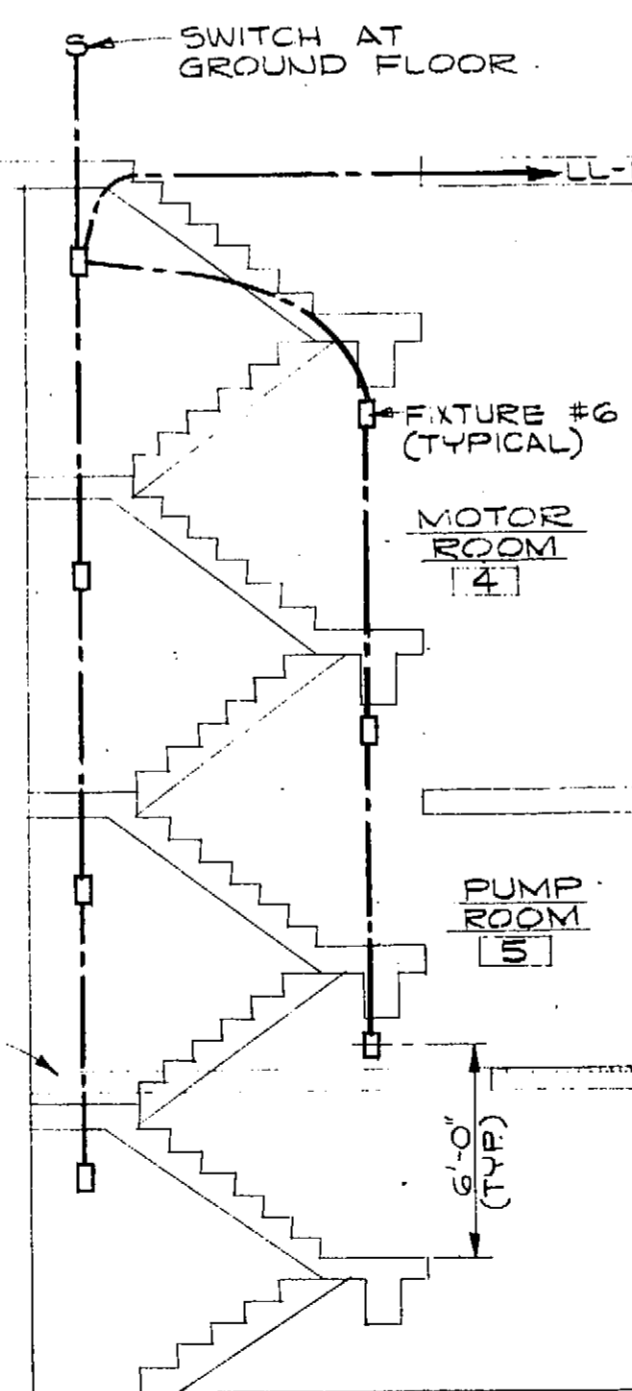 S
SWITCH AT
GROUND FLOOR
LL-
FIXTURE #6
(TYPICAL)
MOTOR
ROOM
4
PUMP
ROOM
5
6'-0"
(TYP.)